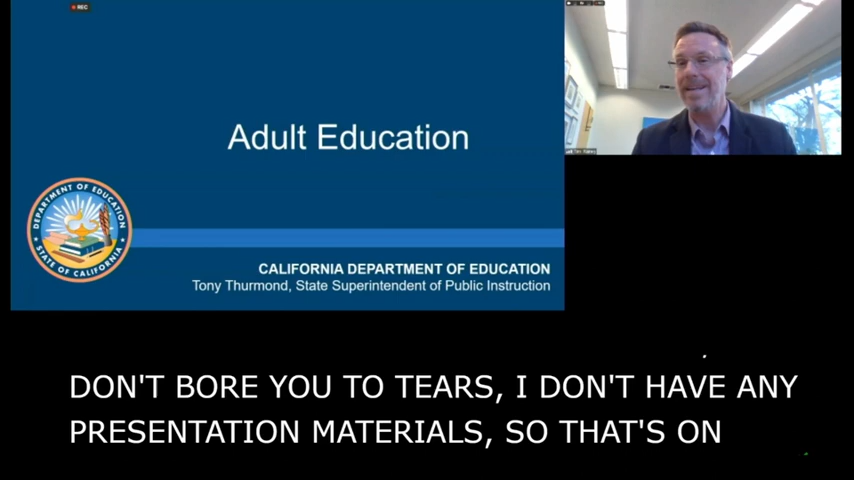 REC
Adult Education
DEPARTMENT OF EDUCATION
STATE OF CALIFORNIA
CALIFORNIA DEPARTMENT OF EDUCATION
Tony Thurmond, State Superintendent of Public Instruction
DON'T BORE YOU TO TEARS, I DON'T HAVE ANY
PRESENTATION MATERIALS, SO THAT'S ON